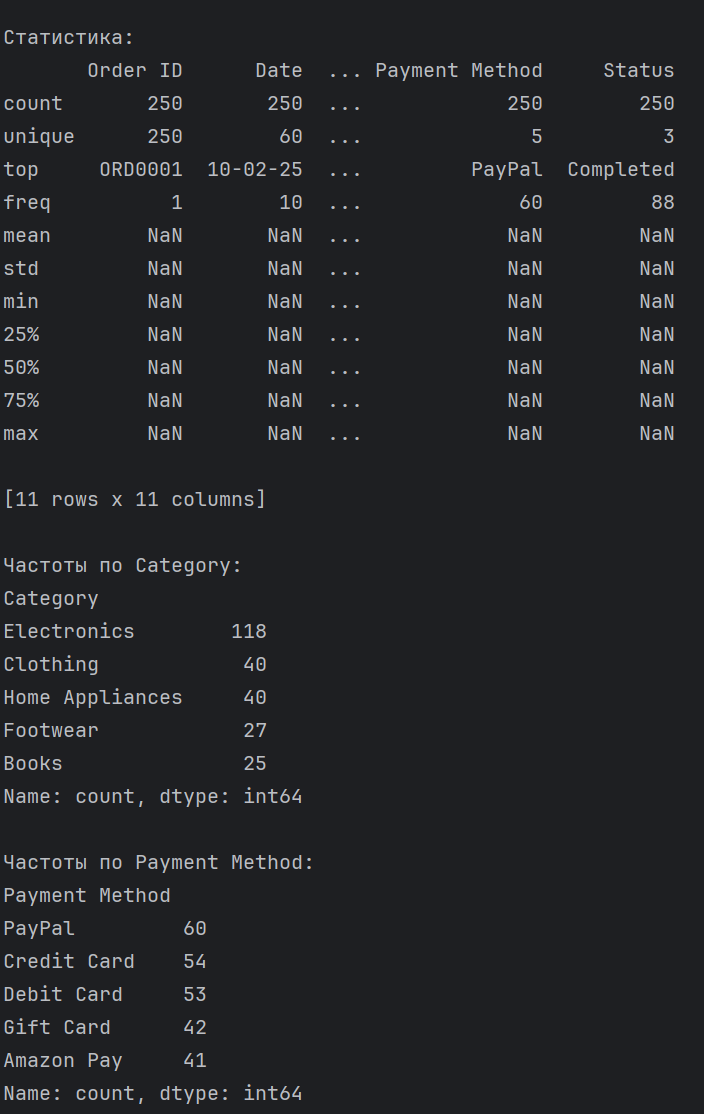 Статистика:
Order ID Date ... Payment Method Status
count 250 250 ... 250 250
unique 250 60 ... 5 3
top ORD0001 10-02-25 ... PayPal Completed
freq 1 10 ... 60 88
mean NaN NaN ... NaN NaN
std NaN NaN ... NaN NaN
min NaN NaN ... NaN NaN
25% NaN NaN ... NaN NaN
50% NaN NaN ... NaN NaN
75% NaN NaN ... NaN NaN
max NaN NaN ... NaN NaN
[11 rows x 11 columns]
Частоты по Category:
Category
Electronics 118
Clothing 40
Home Appliances 40
Footwear 27
Books 25
Name: count, dtype: int64
Частоты по Payment Method:
Payment Method
PayPal 60
Credit Card 54
Debit Card 53
Gift Card 42
Amazon Pay 41
Name: count, dtype: int64